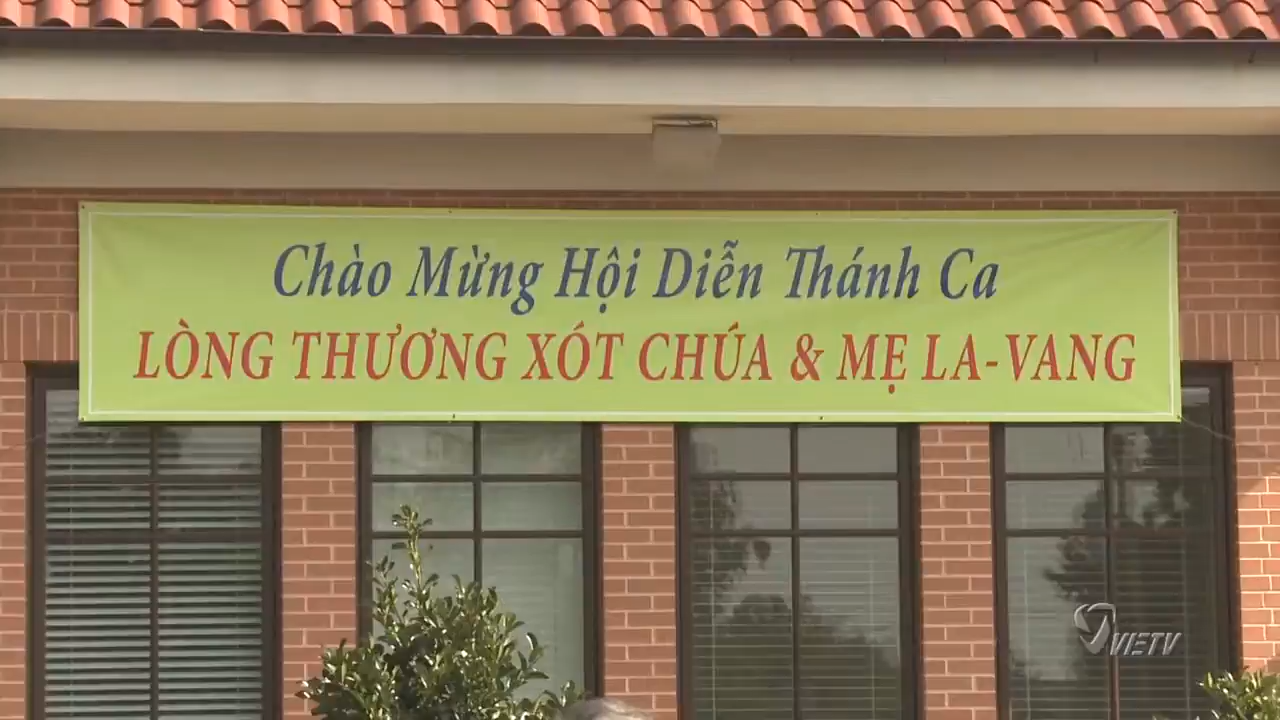 Chào Mừng Hội Diễn Thánh Ca
LÒNG THƯƠNG XÓT CHÚA & MẸ LA-VANG
VIETV